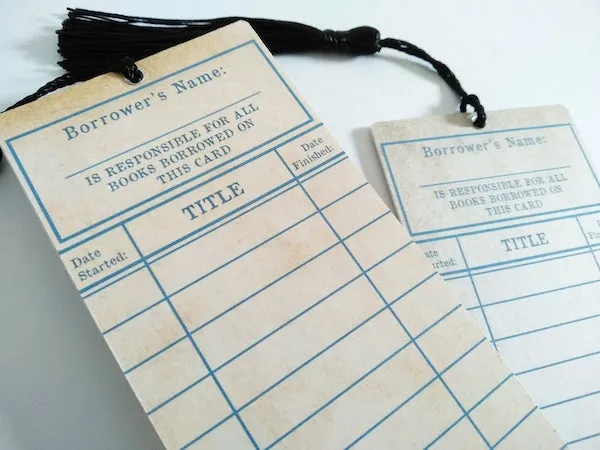 Borrower's Name:
IS RESPONSIBLE FOR ALL
BOOKS BORROWED ON
THIS CARD
Date
Started:
TITLE
Date
Finished:
Borrower's Name:
IS RESPONSIBLE FOR ALL
BOOKS BORROWED ON
THIS CARD
TITLE
Date